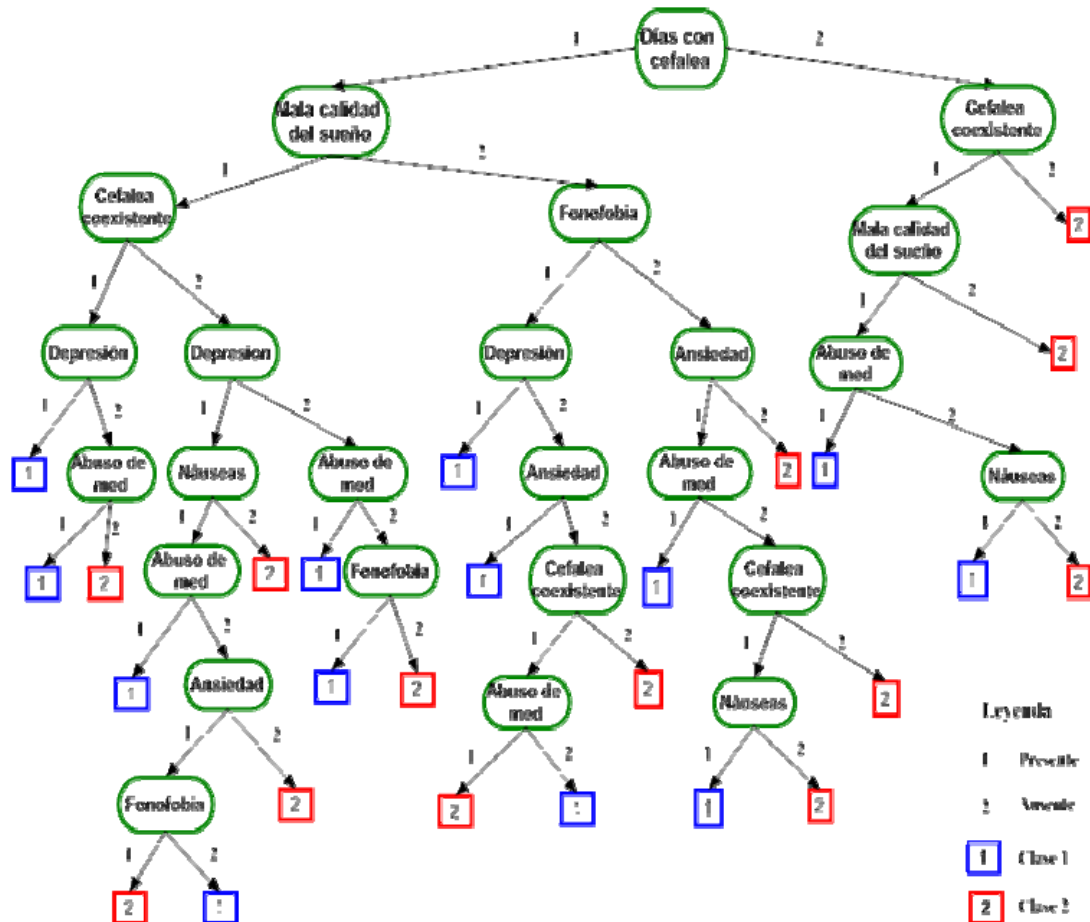 Días con
cefalea
1
2
Mala calidad
del sueño
Cefalea
coexistente
1
2
1
2
Cefalea
coexistente
Fonofobia
Mala calidad
del sueño
2
1
2
1
2
1
2
Depresión
Depresion
Depresión
Ansiedad
Abuso de
med
2
1
2
1
2
1
2
1
2
1
2
1
Abuso de
med
Náuseas
Abuso de
med
1
Ansiedad
Abuso de
med
2
1
Náuseas
1
2
1
2
1
2
1
2
1
2
1
2
1
2
Abuso de
med
2
1
Fonofobia
1
Cefalea
coexistente
1
Cefalea
coexistente
1
2
1
2
1
2
1
2
1
2
1
Ansiedad
1
2
Abuso de
med
2
Náuseas
2
Leyenda
1
2
1
2
1
2
1 Presente
Fonofobia
2
2
1
2
2 Ausente
1
2
1 Clase 1
2
2 Clase 2